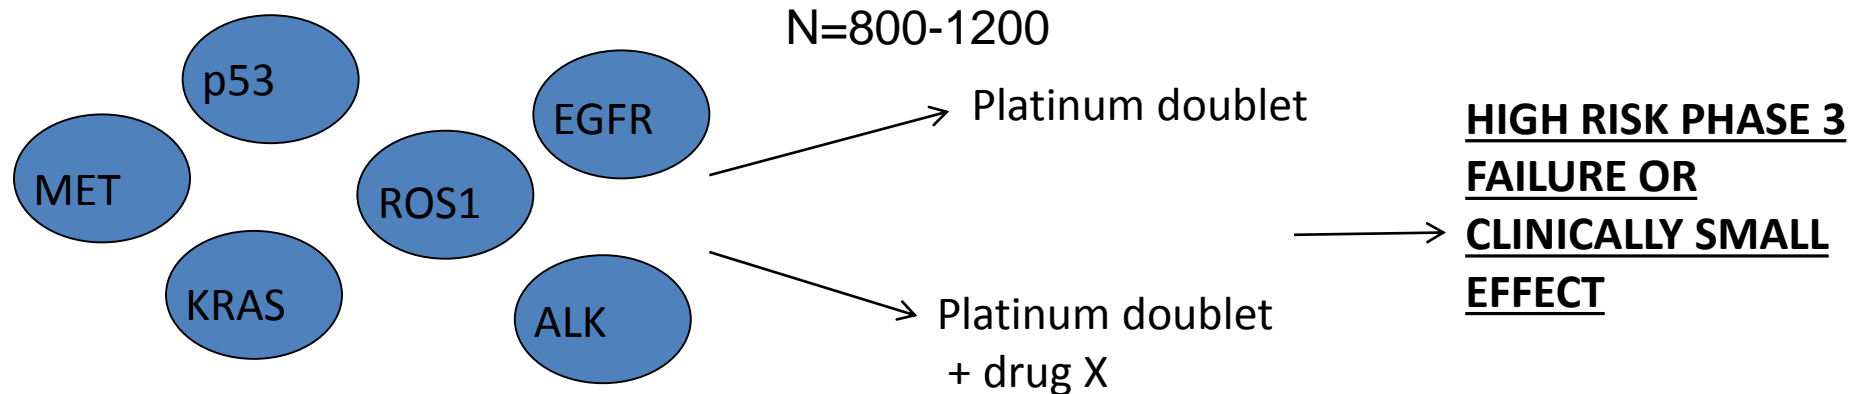 N=800-1200
p53
EGFR
MET
ROS1
KRAS
ALK
Platinum doublet
Platinum doublet
+ drug X
HIGH RISK PHASE 3
FAILURE OR
CLINICALLY SMALL
EFFECT